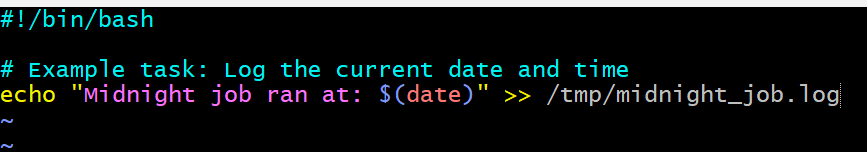 #!/bin/bash
# Example task: Log the current date and time
echo "Midnight job ran at: $(date)" >> /tmp/midnight_job.log
~
~